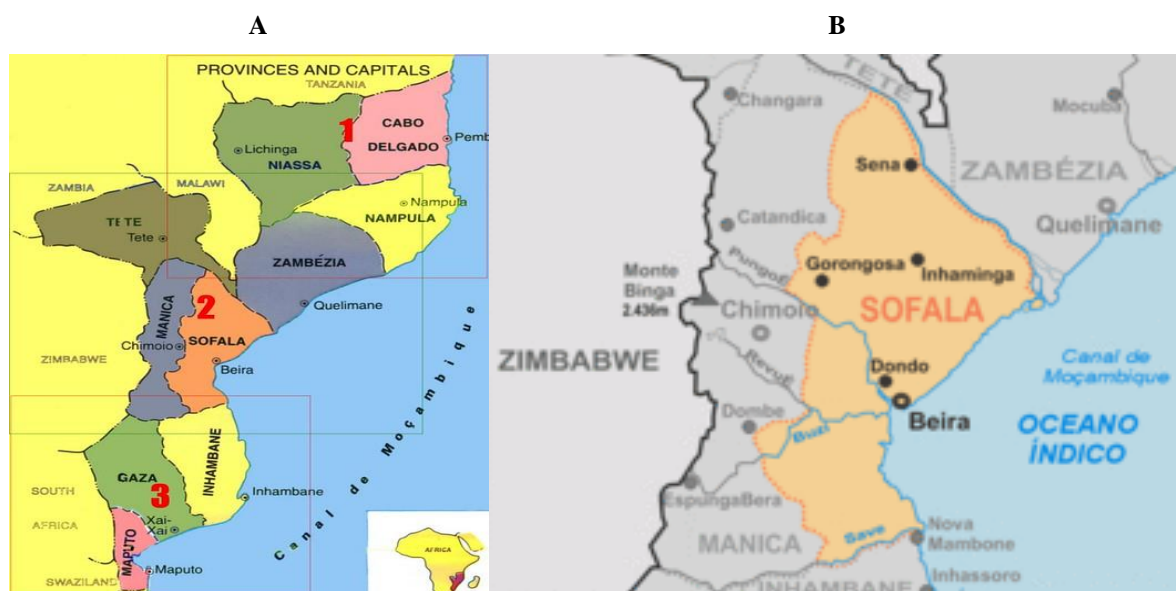 A
B
PROVINCES AND CAPITALS
TANZANIA
1
CABO
DELGADO
Pemb
Lichinga
NIASSA
ZAMBIA
MALAWI
Nampula
NAMPULA
TETE
Tete
ZAMBÉZIA
Quelimane
MANICA
2
SOFALA
Chimoio
Beira
ZIMBABWE
Canal de Moçambique
GAZA
INHAMBANE
3
Inhambane
SOUTH
AFRICA
Xai-
Xai
MAPUTO
Maputo
SWAZILAND
AFRICA
TETE
Changara
Mocuba
Sena
ZAMBÉZIA
Quelimane
Catandica
Pungoé
Gorongosa
Inhaminga
Monte
Binga
2.436m
Chimoio
SOFALA
ZIMBABWE
Revué
Dondo
Canal de
Moçambique
Beira
OCEANO
ÍNDICO
Dombe
Buzi
EspungaBera
MANICA
Save
Nova
Mambone
INHAMBANE
Inhassoro